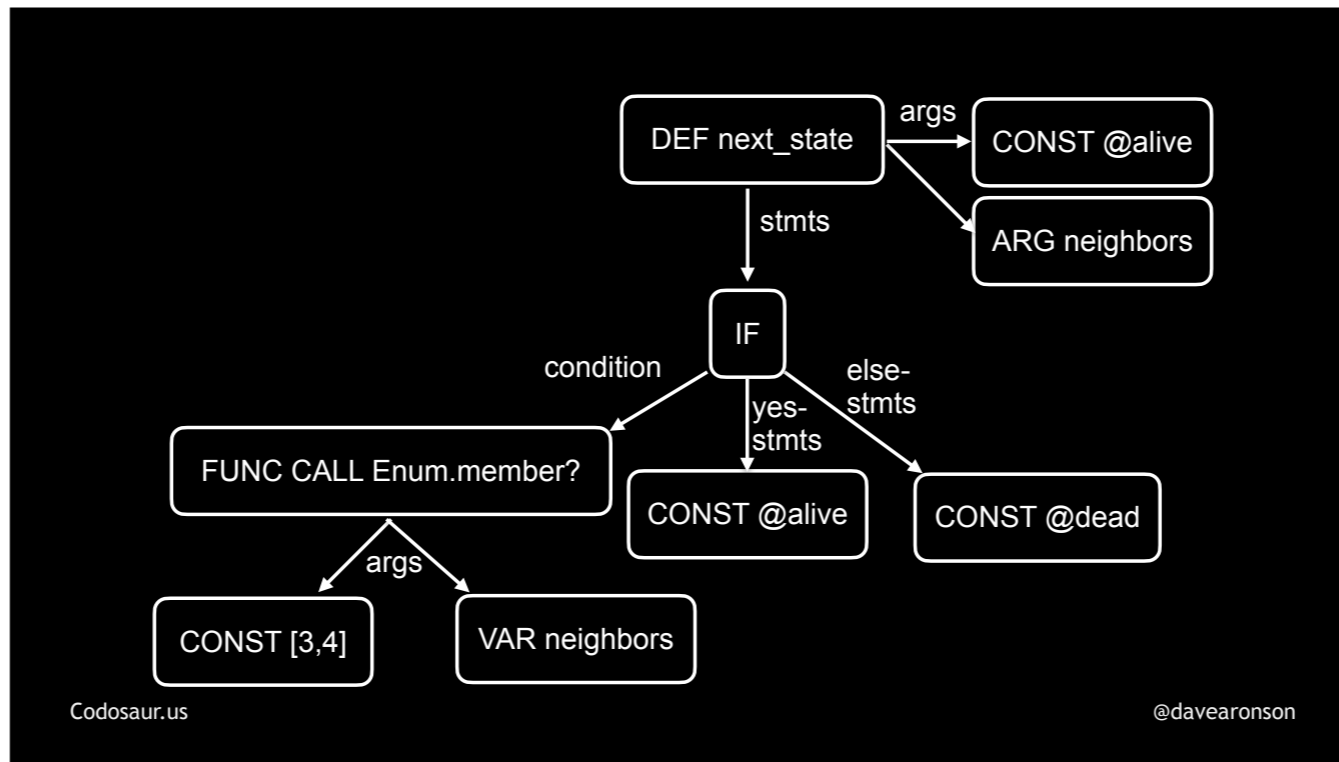 args
DEF next_state
CONST @alive
stmts
ARG neighbors
IF
condition
else-
stmts
yes-
stmts
FUNC CALL Enum.member?
CONST @alive
CONST @dead
args
CONST [3,4]
VAR neighbors
Codosaur.us
@davearonson